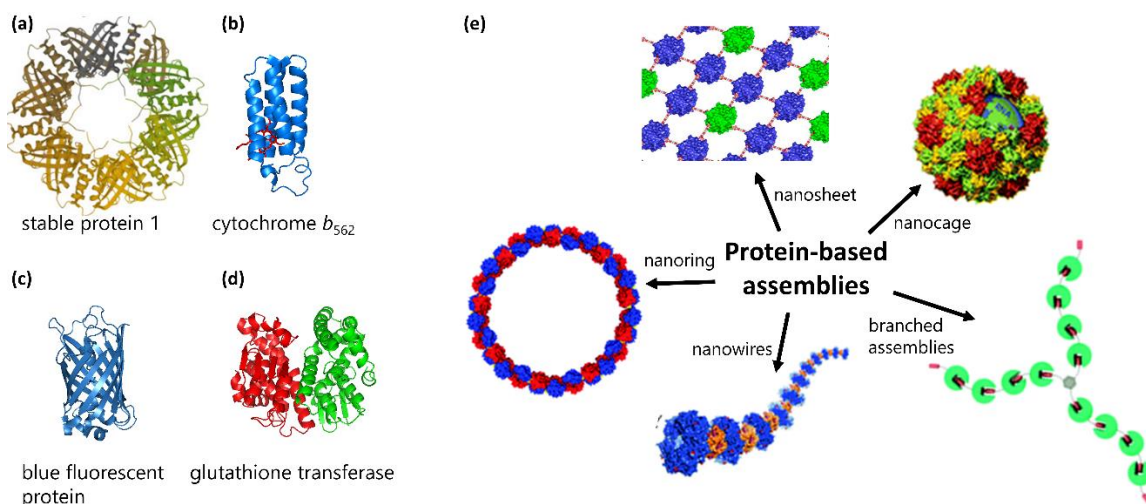 (a)
stable protein 1
(b)
cytochrome b562
(c)
blue fluorescent
protein
(d)
glutathione transferase
(e)
nanosheet
nanocage
nanoring
Protein-based
assemblies
branched
assemblies
nanowires